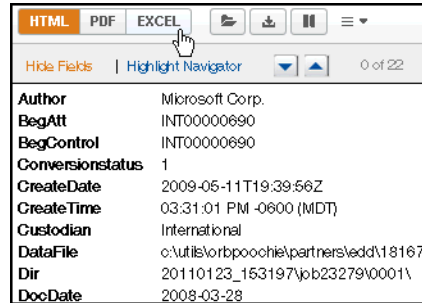 HTML PDF EXCEL
Hide Fields | Highlight Navigator 0 of 22
Author Microsoft Corp.
BegAtt INT00000690
BegControl INT00000690
Conversionstatus 1
CreateDate 2009-05-11T19:39:56Z
CreateTime 03:31:01 PM -0600 (MDT)
Custodian International
DataFile c:\utils\orbpoochie\partners\edd\18167
Dir 20110123_153197\job23279\0001\
DocDate 2008-03-28